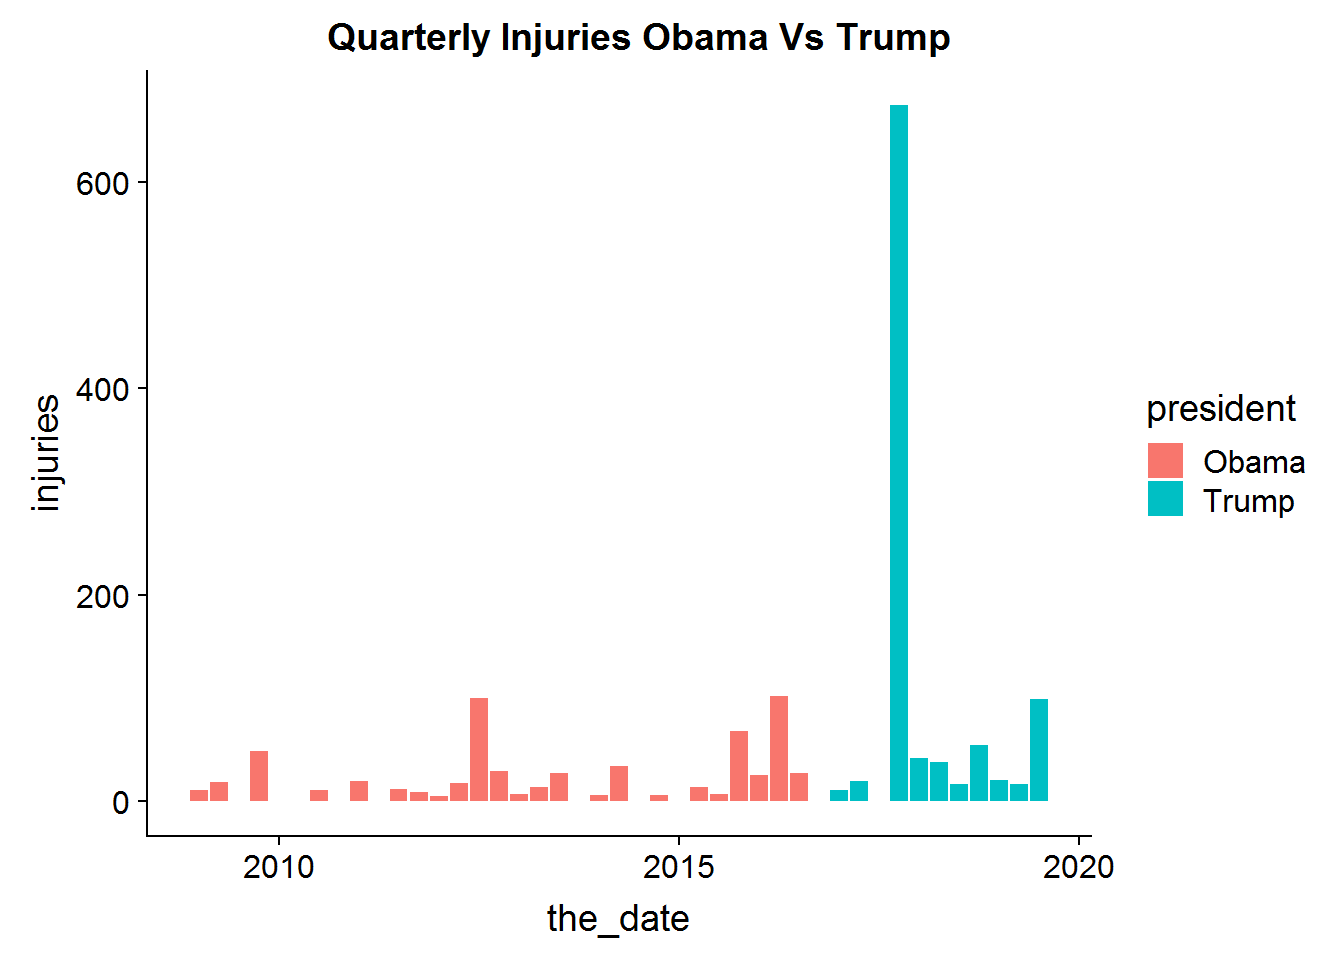 Quarterly Injuries Obama Vs Trump
600
400
200
0
injuries
2010
2015
2020
the_date
president
Obama
Trump